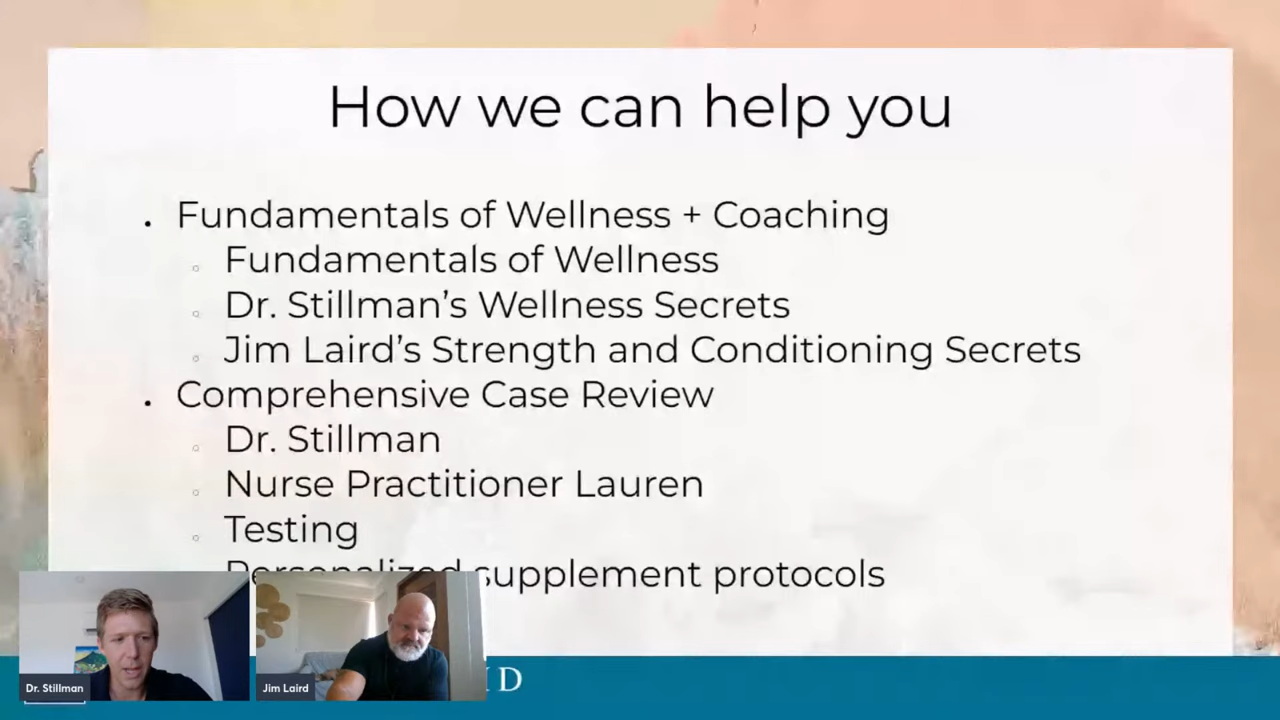 How we can help you
. Fundamentals of Wellness + Coaching
Fundamentals of Wellness
Dr. Stillman’s Wellness Secrets
Jim Laird’s Strength and Conditioning Secrets
. Comprehensive Case Review
Dr. Stillman
Nurse Practitioner Lauren
Testing
Personalized supplement protocols
Dr. Stillman
Jim Laird
D